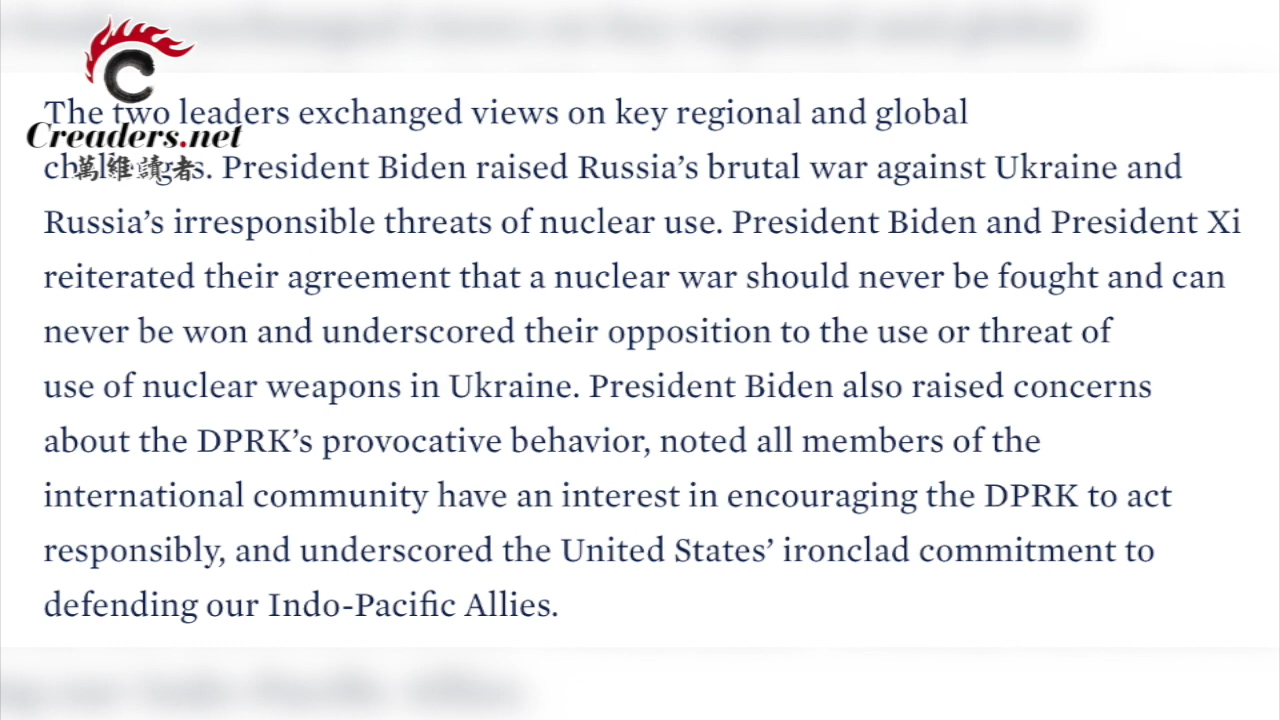 The two leaders exchanged views on key regional and global
Creaders.net
challenges. President Biden raised Russia’s brutal war against Ukraine and
萬維讀者
Russia’s irresponsible threats of nuclear use. President Biden and President Xi
reiterated their agreement that a nuclear war should never be fought and can
never be won and underscored their opposition to the use or threat of
use of nuclear weapons in Ukraine. President Biden also raised concerns
about the DPRK’s provocative behavior, noted all members of the
international community have an interest in encouraging the DPRK to act
responsibly, and underscored the United States’ ironclad commitment to
defending our Indo-Pacific Allies.